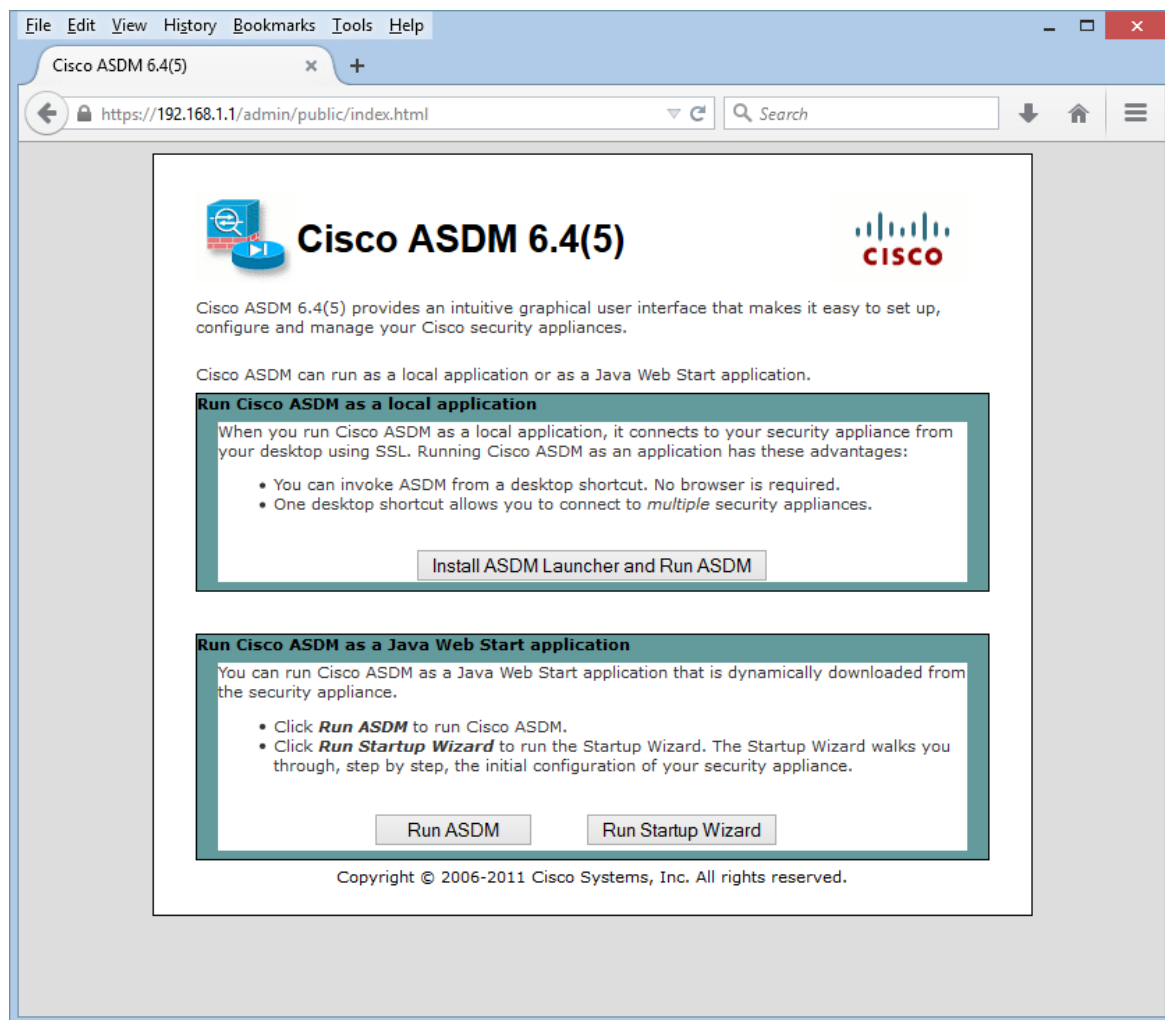 File Edit View History Bookmarks Tools Help
Cisco ASDM 6.4(5)
https://192.168.1.1/admin/public/index.html
Search
Cisco ASDM 6.4(5)
CISCO
Cisco ASDM 6.4(5) provides an intuitive graphical user interface that makes it easy to set up,
configure and manage your Cisco security appliances.
Cisco ASDM can run as a local application or as a Java Web Start application.
Run Cisco ASDM as a local application
When you run Cisco ASDM as a local application, it connects to your security appliance from
your desktop using SSL. Running Cisco ASDM as an application has these advantages:
• You can invoke ASDM from a desktop shortcut. No browser is required.
• One desktop shortcut allows you to connect to multiple security appliances.
Install ASDM Launcher and Run ASDM
Run Cisco ASDM as a Java Web Start application
You can run Cisco ASDM as a Java Web Start application that is dynamically downloaded from
the security appliance.
• Click Run ASDM to run Cisco ASDM.
• Click Run Startup Wizard to run the Startup Wizard. The Startup Wizard walks you
through, step by step, the initial configuration of your security appliance.
Run ASDM
Run Startup Wizard
Copyright © 2006-2011 Cisco Systems, Inc. All rights reserved.